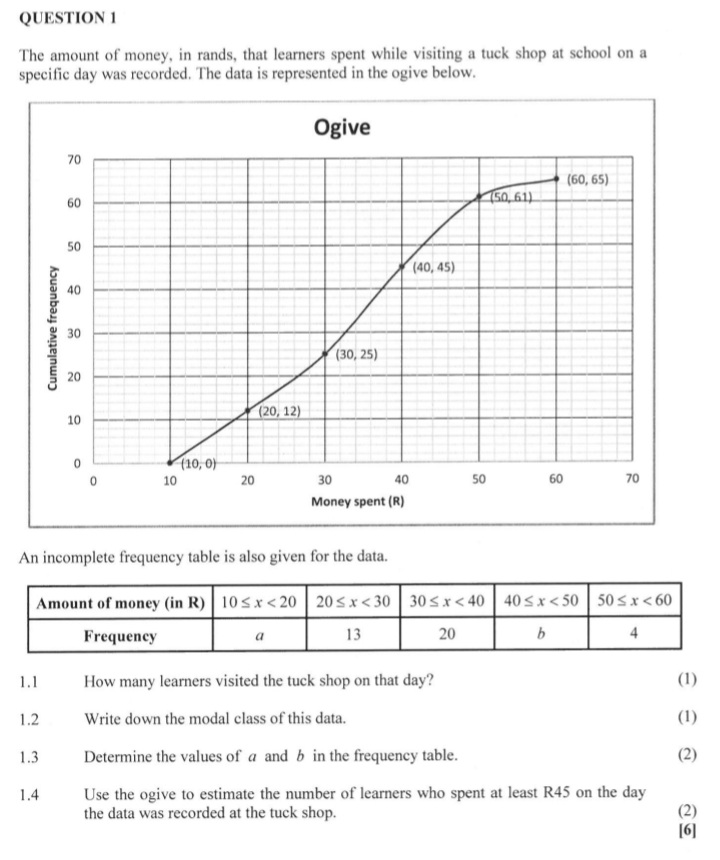 QUESTION 1
The amount of money, in rands, that learners spent while visiting a tuck shop at school on a
specific day was recorded. The data is represented in the ogive below.
Ogive
70
60
50
40
30
20
10
0
Cumulative frequency
(60, 65)
(50, 61)
(40, 45)
(30, 25)
(20, 12)
(10, 0)
0 10 20 30 40 50 60 70
Money spent (R)
An incomplete frequency table is also given for the data.
Amount of money (in R) 10 ≤ x < 20 20 ≤ x < 30 30 ≤ x < 40 40 ≤ x < 50 50 ≤ x < 60
Frequency a 13 20 b 4
1.1 How many learners visited the tuck shop on that day? (1)
1.2 Write down the modal class of this data. (1)
1.3 Determine the values of a and b in the frequency table. (2)
1.4 Use the ogive to estimate the number of learners who spent at least R45 on the day
the data was recorded at the tuck shop. (2)
[6]